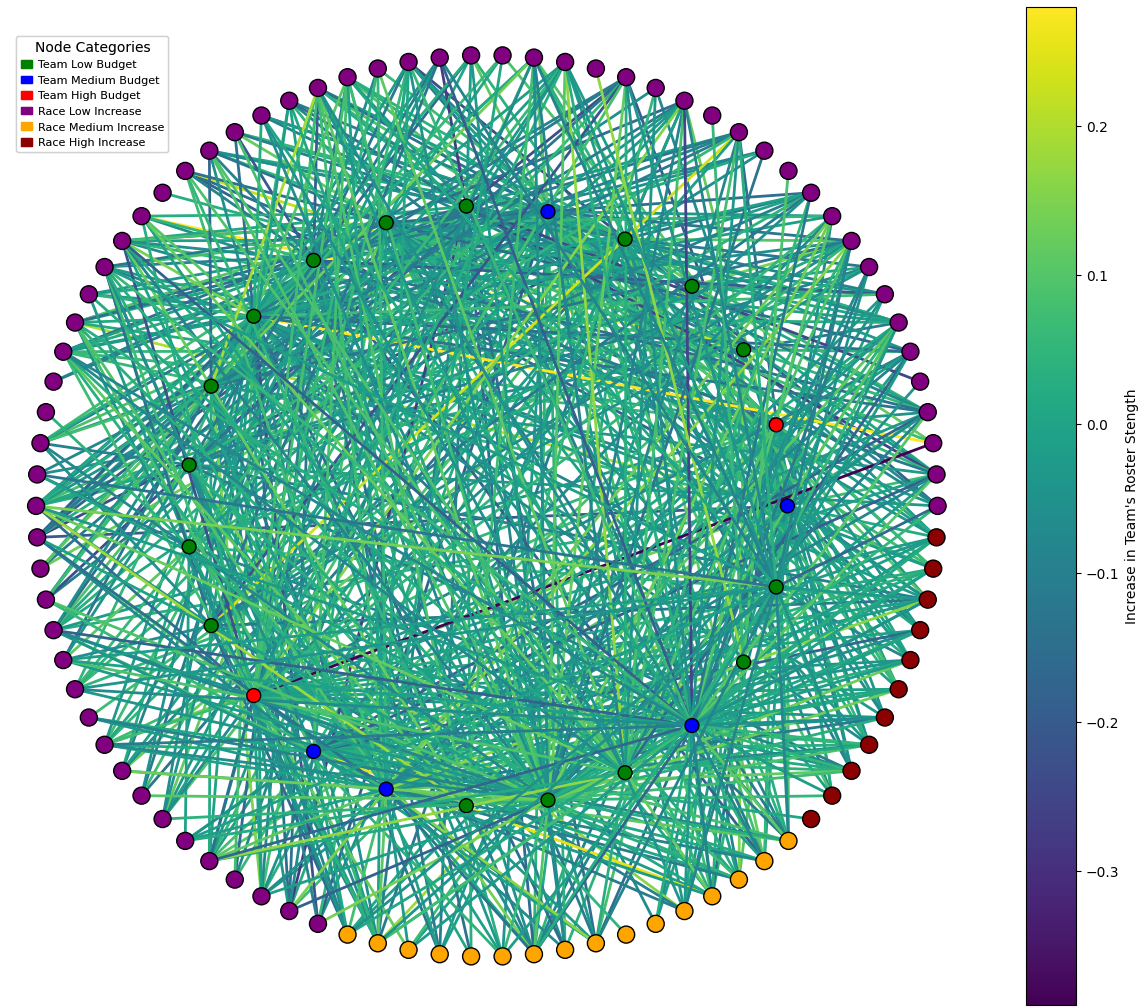 Node Categories
Team Low Budget
Team Medium Budget
Team High Budget
Race Low Increase
Race Medium Increase
Race High Increase
0.2
0.1
0.0
−0.1
−0.2
−0.3
Increase in Team's Roster Stength